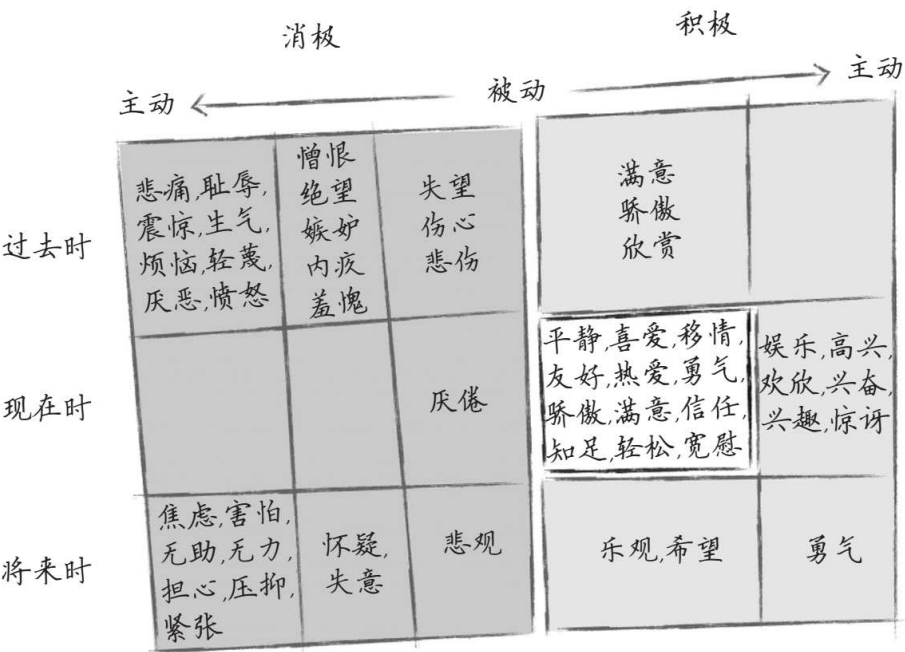 消极
积极
主动
被动
主动
过去时
悲痛,耻辱,
震惊,生气,
烦恼,轻蔑,
厌恶,愤怒
憎恨
绝望
嫉妒
内疚
羞愧
失望
伤心
悲伤
满意
骄傲
欣赏
现在时
厌倦
平静,喜爱,移情,
友好,热爱,勇气,
骄傲,满意,信任,
知足,轻松,宽慰
娱乐,高兴,
欢欣,兴奋,
兴趣,惊讶
将来时
焦虑,害怕,
无助,无力,
担心,压抑,
紧张
怀疑,
失意
悲观
乐观,希望
勇气